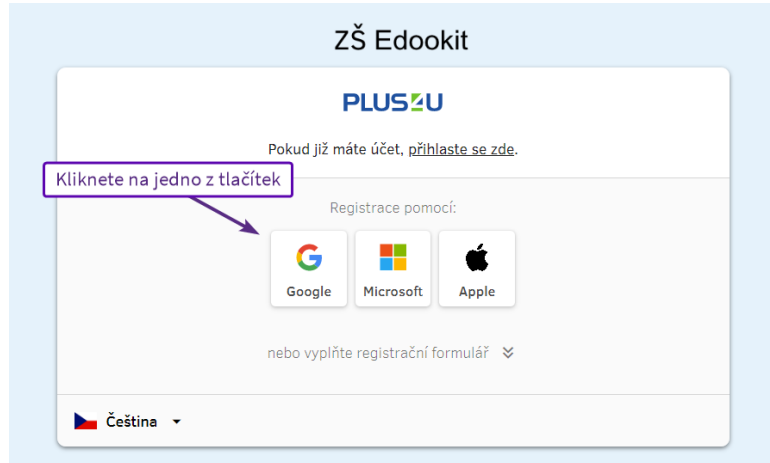 ZŠ Edookit
PLUS4U
Pokud již máte účet, přihlaste se zde.
Kliknete na jedno z tlačítek
Registrace pomocí:
Google Microsoft Apple
nebo vyplňte registrační formulář
Čeština